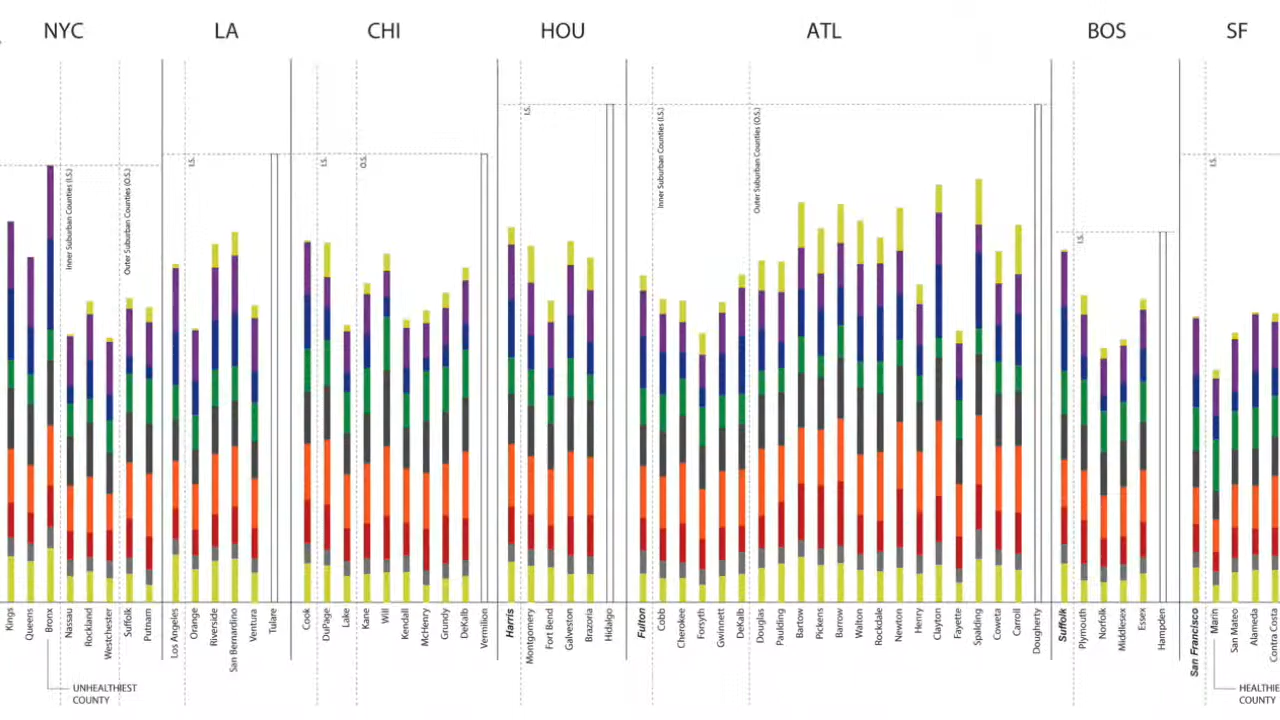 NYC LA CHI HOU ATL BOS SF
Inner Suburban Counties (I.S.)
Outer Suburban Counties (O.S.)
I.S.
I.S.
O.S.
I.S.
Inner Suburban Counties (I.S.)
Outer Suburban Counties (O.S.)
I.S.
I.S.
Kings
Queens
Bronx
Nassau
Rockland
Westchester
Suffolk
Putnam
Los Angeles
Orange
Riverside
San Bernardino
Ventura
Tulare
Cook
DuPage
Lake
Kane
Will
Kendall
McHenry
Grundy
DeKalb
Vermilion
Harris
Montgomery
Fort Bend
Galveston
Brazoria
Hidalgo
Fulton
Cobb
Cherokee
Forsyth
Gwinnett
DeKalb
Douglas
Paulding
Bartow
Pickens
Barrow
Walton
Rockdale
Newton
Henry
Clayton
Fayette
Spalding
Coweta
Carroll
Dougherty
Suffolk
Plymouth
Norfolk
Middlesex
Essex
Hampden
San Francisco
Marin
San Mateo
Alameda
Contra Costa
UNHEALTHIEST
COUNTY
HEALTHIE
COUNTY